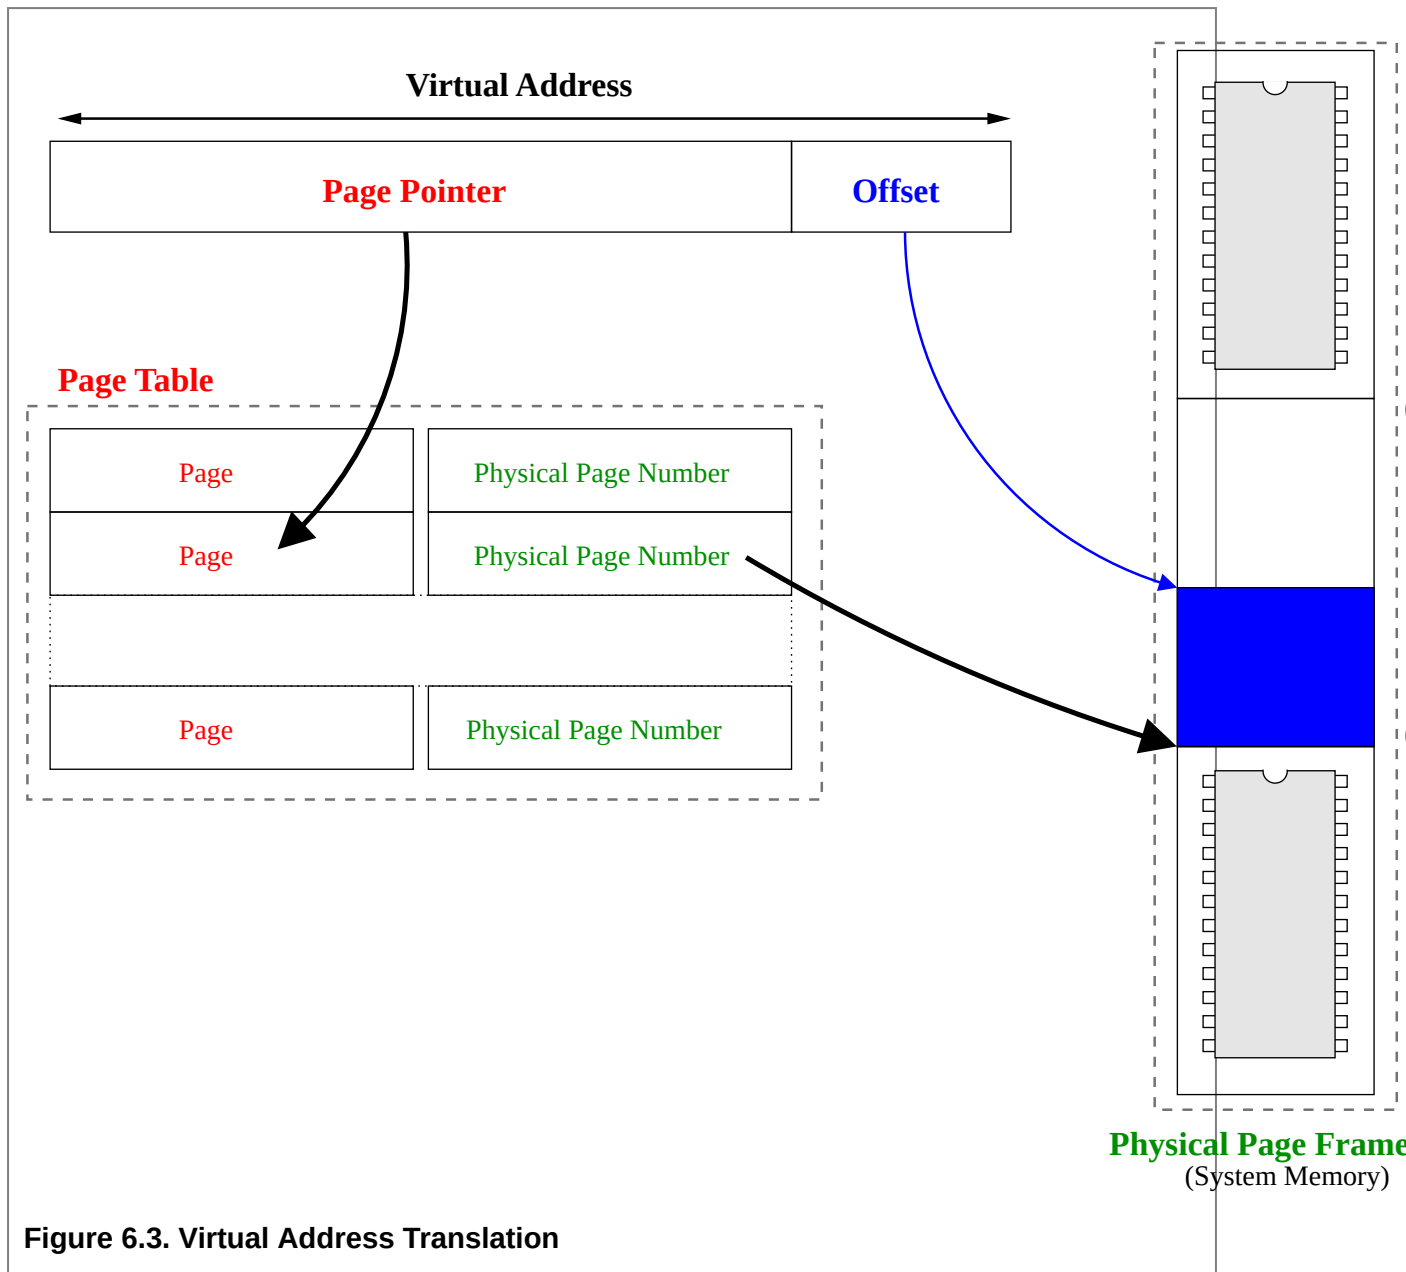 Virtual Address
Page Pointer
Offset
Page Table
Page
Physical Page Number
Page
Physical Page Number
Page
Physical Page Number
Physical Page Frame
(System Memory)
Figure 6.3. Virtual Address Translation